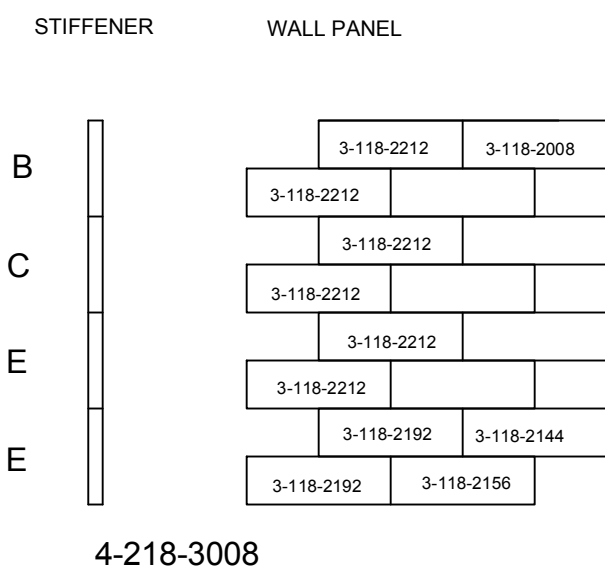 STIFFENER WALL PANEL
B 3-118-2212 3-118-2008
3-118-2212
C 3-118-2212
3-118-2212
E 3-118-2212
3-118-2212
E 3-118-2192 3-118-2144
3-118-2192 3-118-2156
4-218-3008